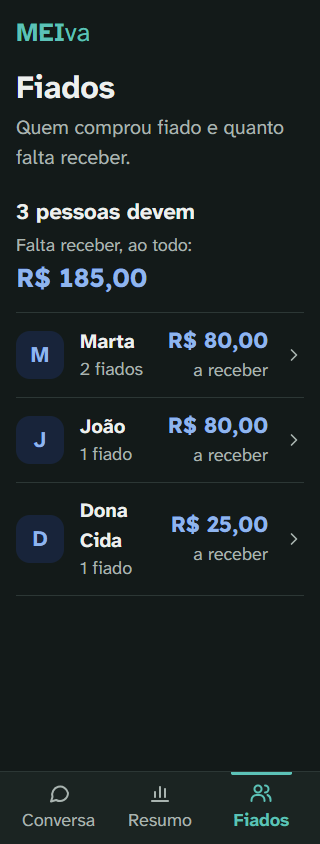 MEIva
Fiados
Quem comprou fiado e quanto
falta receber.
3 pessoas devem
Falta receber, ao todo:
R$ 185,00
M
Marta
R$ 80,00
2 fiados
a receber
J
João
R$ 80,00
1 fiado
a receber
D
Dona
Cida
R$ 25,00
1 fiado
a receber
Conversa
Resumo
Fiados